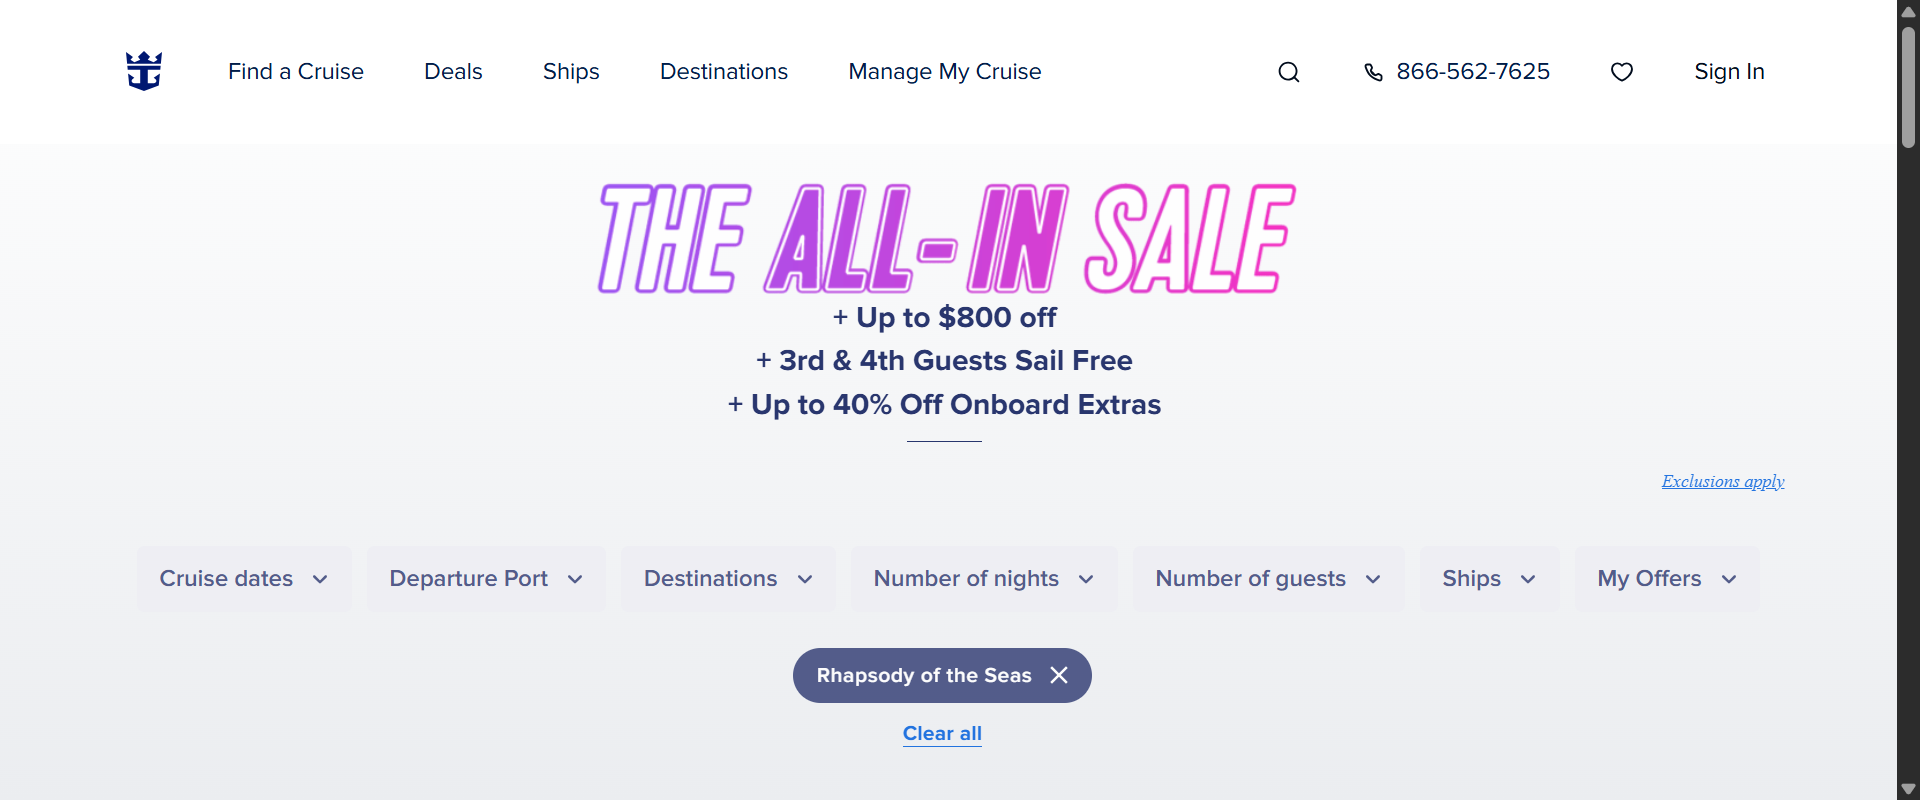 Find a Cruise Deals Ships Destinations Manage My Cruise 866-562-7625 Sign In
THE ALL-IN SALE
+ Up to $800 off
+ 3rd & 4th Guests Sail Free
+ Up to 40% Off Onboard Extras
Exclusions apply
Cruise dates Departure Port Destinations Number of nights Number of guests Ships My Offers
Rhapsody of the Seas
Clear all